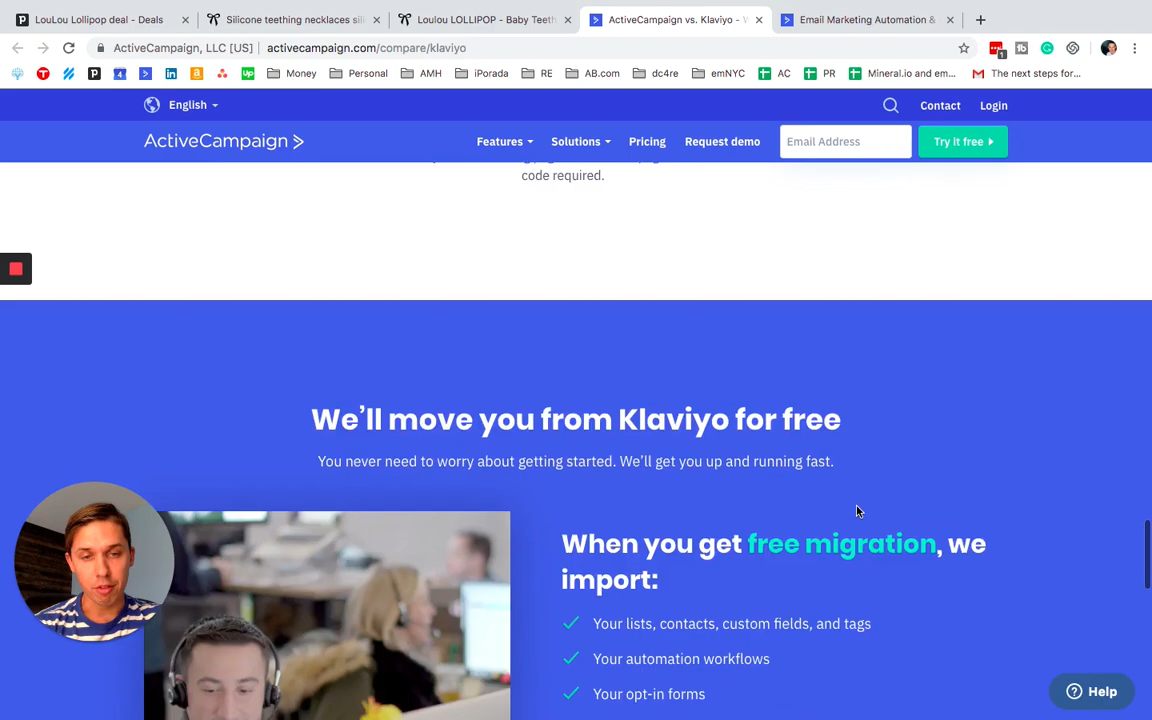 LouLou Lollipop deal - Deals
Silicone teething necklaces sili
Loulou LOLLIPOP - Baby Teeth
ActiveCampaign vs. Klaviyo - 
Email Marketing Automation &
ActiveCampaign, LLC [US] | activecampaign.com/compare/klaviyo
Money Personal AMH iPorada RE AB.com dc4re emNYC AC PR Mineral.io and em... The next steps for...
English Contact Login
ActiveCampaign > Features Solutions Pricing Request demo Email Address Try it free
code required.
We'll move you from Klaviyo for free
You never need to worry about getting started. We'll get you up and running fast.
When you get free migration, we
import:
Your lists, contacts, custom fields, and tags
Your automation workflows
Your opt-in forms
Help